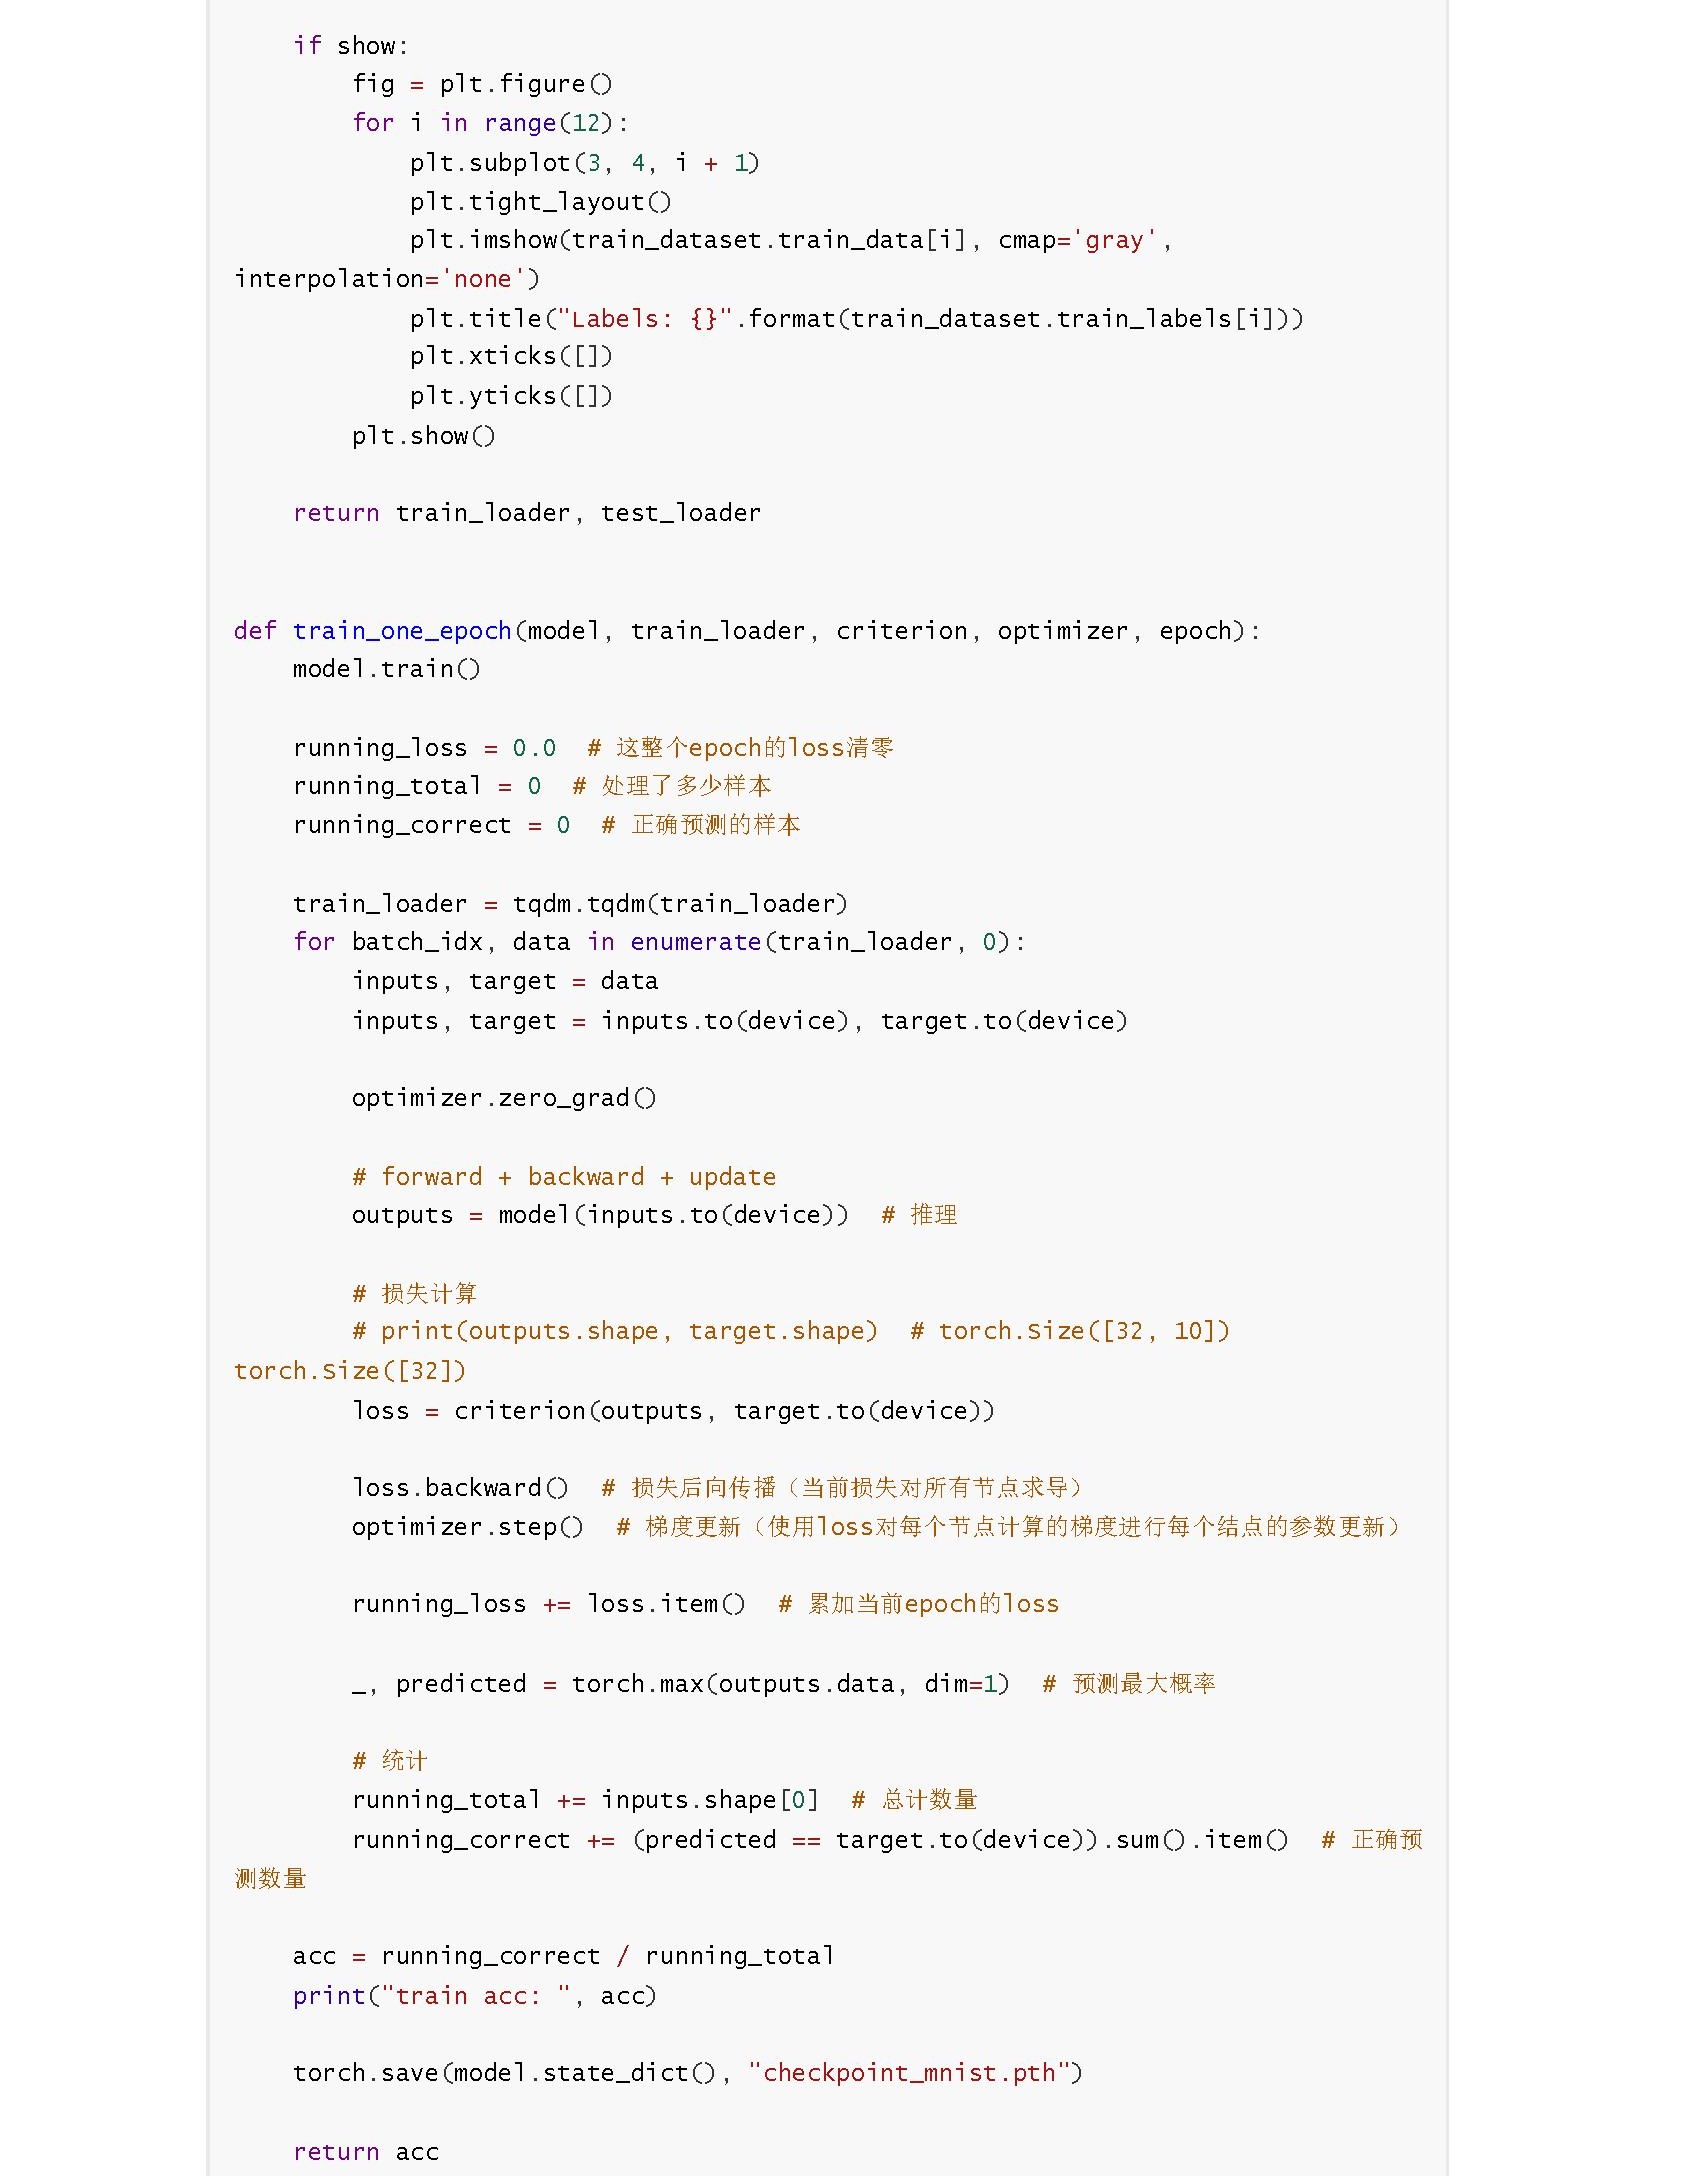 if show:
        fig = plt.figure()
        for i in range(12):
            plt.subplot(3, 4, i + 1)
            plt.tight_layout()
            plt.imshow(train_dataset.train_data[i], cmap='gray',
interpolation='none')
            plt.title("Labels: {}".format(train_dataset.train_labels[i]))
            plt.xticks([])
            plt.yticks([])
        plt.show()

    return train_loader, test_loader


def train_one_epoch(model, train_loader, criterion, optimizer, epoch):
    model.train()

    running_loss = 0.0  # 这整个epoch的loss清零
    running_total = 0  # 处理了多少样本
    running_correct = 0  # 正确预测的样本

    train_loader = tqdm.tqdm(train_loader)
    for batch_idx, data in enumerate(train_loader, 0):
        inputs, target = data
        inputs, target = inputs.to(device), target.to(device)

        optimizer.zero_grad()

        # forward + backward + update
        outputs = model(inputs.to(device))  # 推理

        # 损失计算
        # print(outputs.shape, target.shape)  # torch.Size([32, 10])
torch.Size([32])
        loss = criterion(outputs, target.to(device))

        loss.backward()  # 损失后向传播（当前损失对所有节点求导）
        optimizer.step()  # 梯度更新（使用loss对每个节点计算的梯度进行每个结点的参数更新）

        running_loss += loss.item()  # 累加当前epoch的loss

        _, predicted = torch.max(outputs.data, dim=1)  # 预测最大概率

        # 统计
        running_total += inputs.shape[0]  # 总计数量
        running_correct += (predicted == target.to(device)).sum().item()  # 正确预
测数量

    acc = running_correct / running_total
    print("train acc: ", acc)

    torch.save(model.state_dict(), "checkpoint_mnist.pth")

    return acc